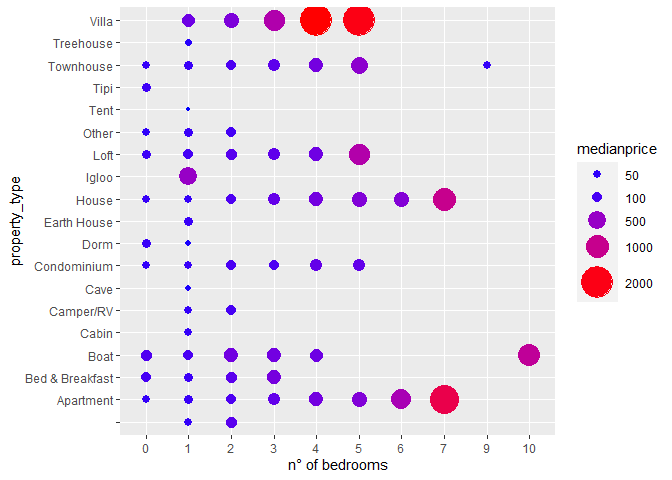 Villa
Treehouse
Townhouse
Tipi
Tent
Other
Loft
Igloo
House
Earth House
Dorm
Condominium
Cave
Camper/RV
Cabin
Boat
Bed & Breakfast
Apartment
property_type
0 1 2 3 4 5 6 7 9 10
n° of bedrooms
medianprice
50
100
500
1000
2000